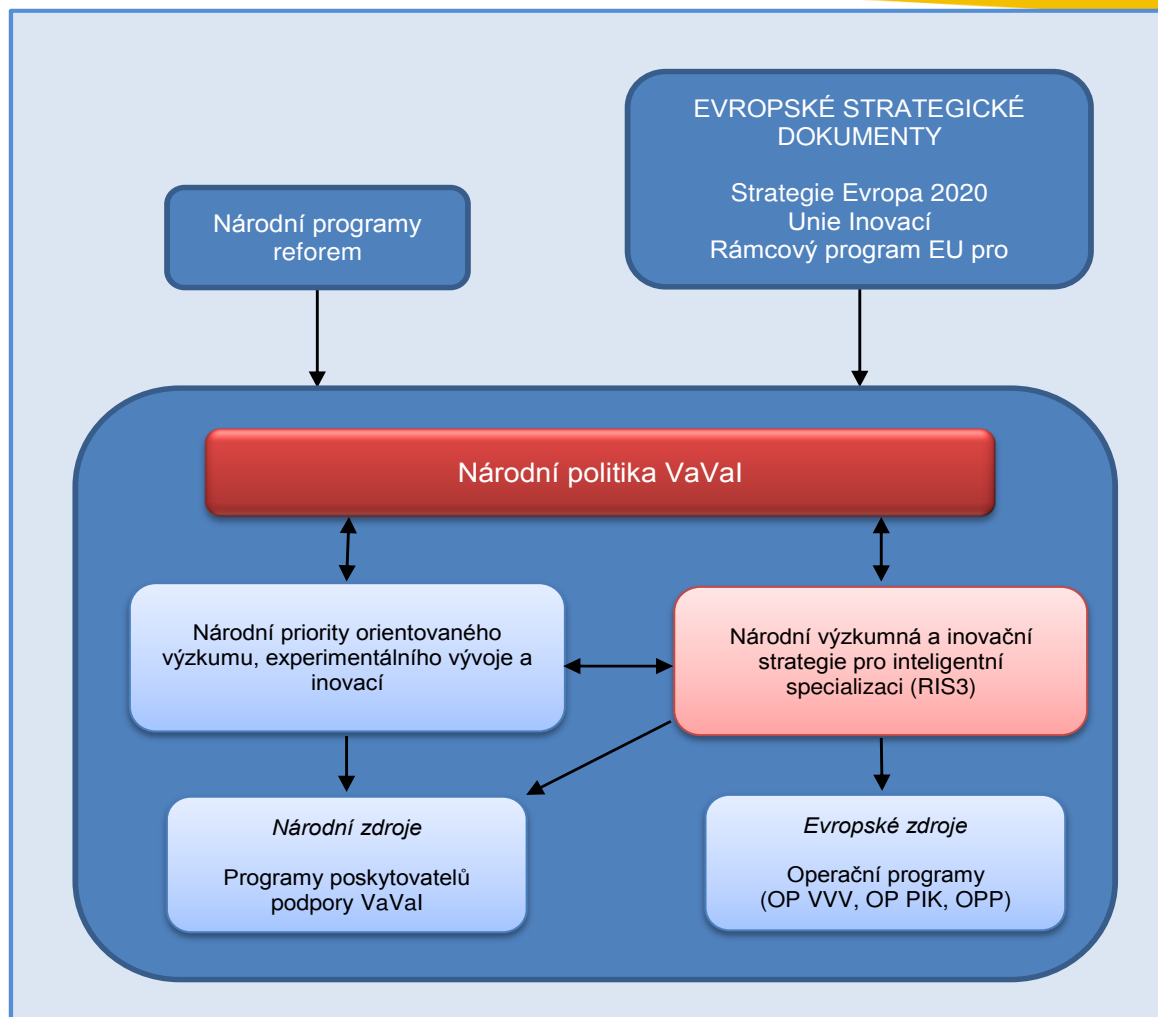 EVROPSKÉ STRATEGICKÉ
DOKUMENTY
Strategie Evropa 2020
Unie Inovací
Rámcový program EU pro
Národní programy
reforem
Národní politika VaVaI
Národní priority orientovaného
výzkumu, experimentálního vývoje a
inovací
Národní výzkumná a inovační
strategie pro inteligentní
specializaci (RIS3)
Národní zdroje
Programy poskytovatelů
podpory VaVaI
Evropské zdroje
Operační programy
(OP VVV, OP PIK, OPP)